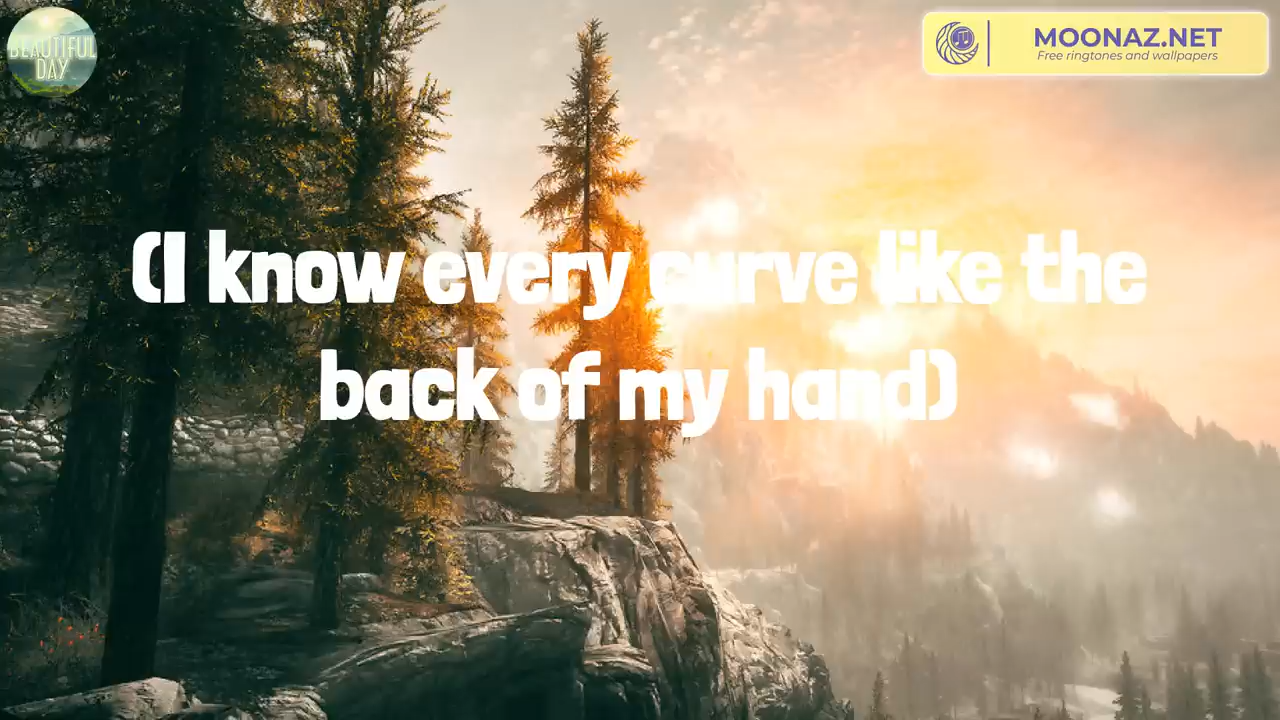 BEAUTIFUL
DAY
MOONAZ.NET
Free ringtones and wallpapers
(I know every curve like the
back of my hand)